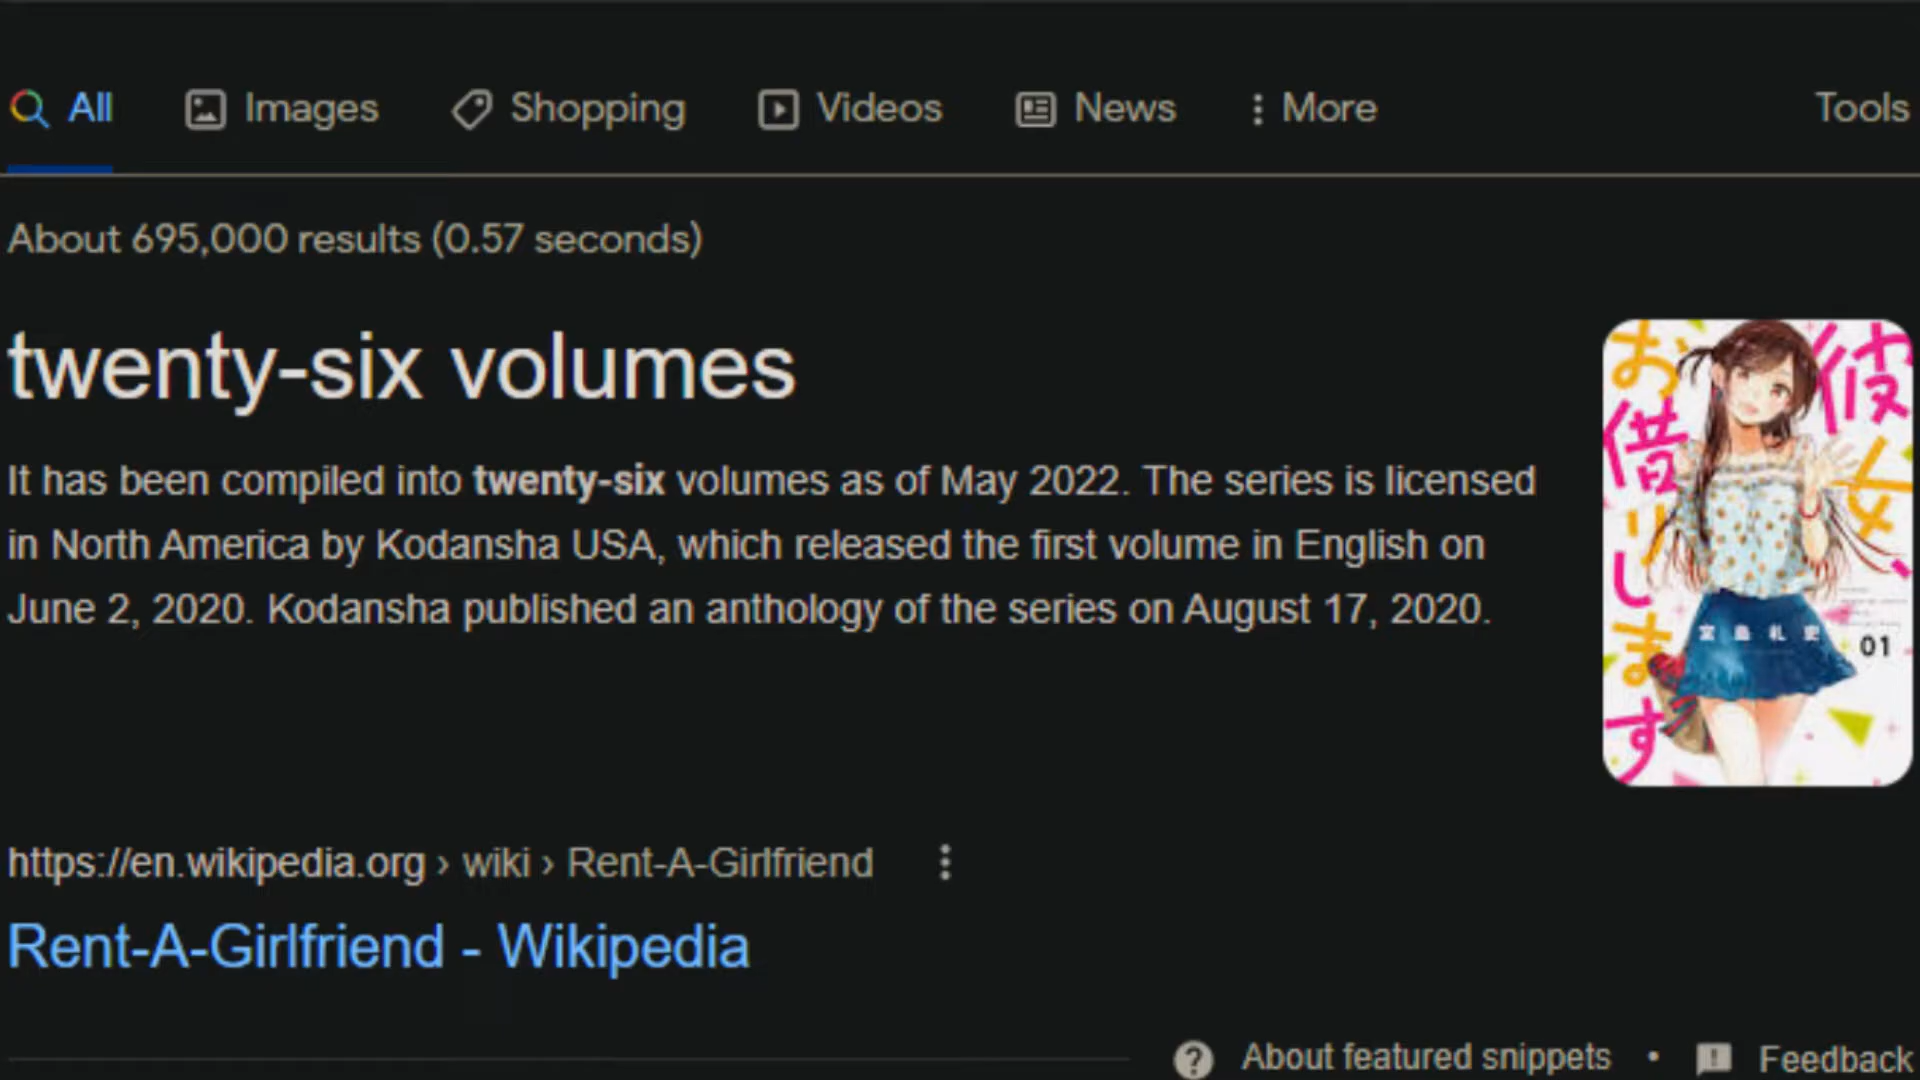 All Images Shopping Videos News More Tools
About 695,000 results (0.57 seconds)
twenty-six volumes
It has been compiled into twenty-six volumes as of May 2022. The series is licensed
in North America by Kodansha USA, which released the first volume in English on
June 2, 2020. Kodansha published an anthology of the series on August 17, 2020.
彼女、
お借りします
宮島礼吏
01
https://en.wikipedia.org › wiki › Rent-A-Girlfriend
Rent-A-Girlfriend - Wikipedia
About featured snippets • Feedback